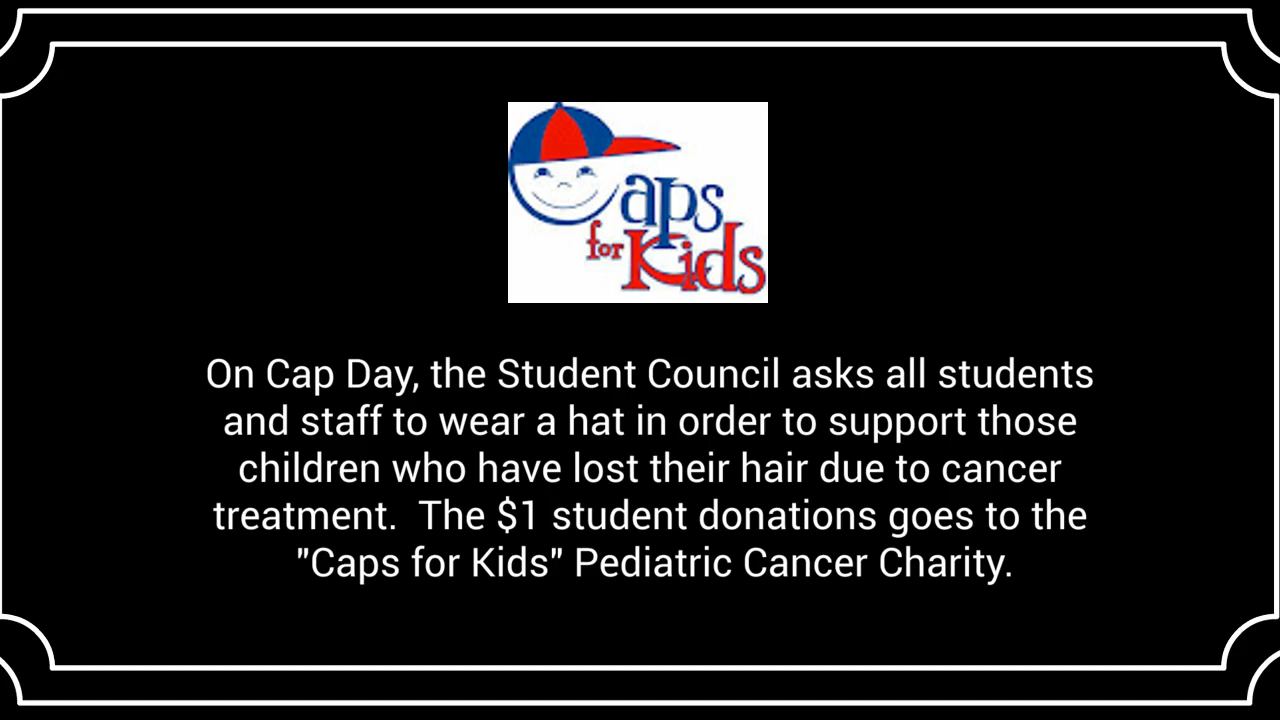 Caps
for Kids
On Cap Day, the Student Council asks all students
and staff to wear a hat in order to support those
children who have lost their hair due to cancer
treatment.  The $1 student donations goes to the
"Caps for Kids" Pediatric Cancer Charity.